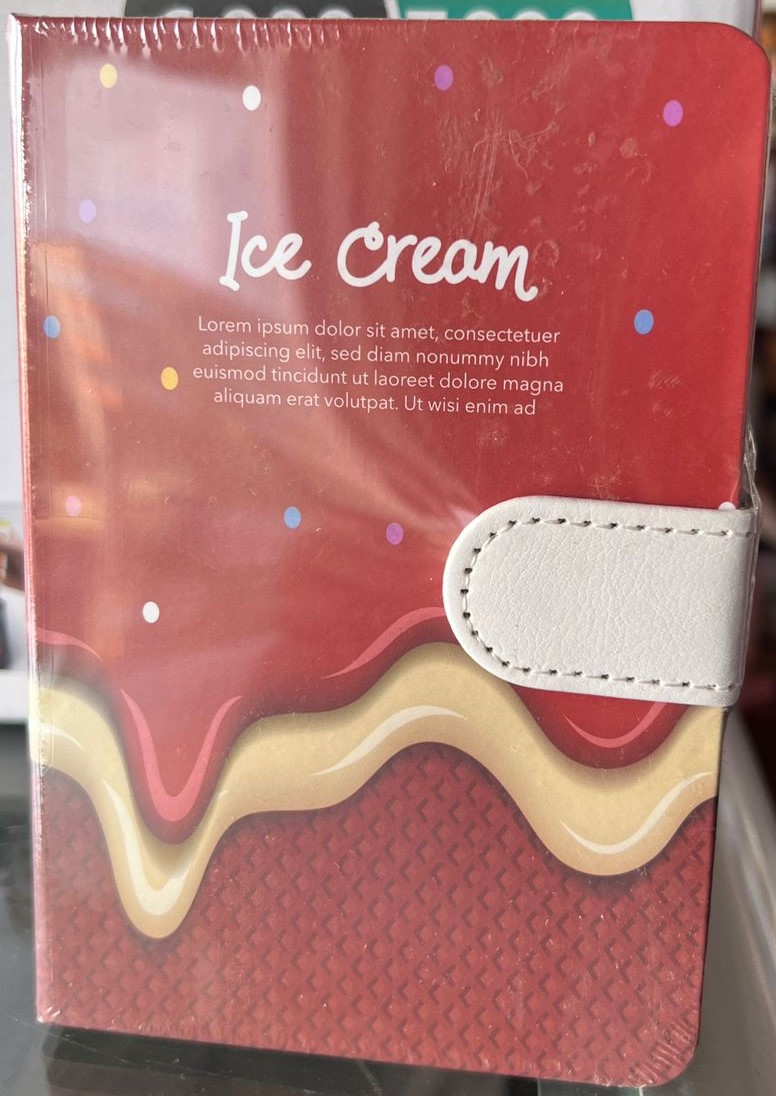 Ice Cream
Lorem ipsum dolor sit amet, consectetuer
adipiscing elit, sed diam nonummy nibh
euismod tincidunt ut laoreet dolore magna
aliquam erat volutpat. Ut wisi enim ad